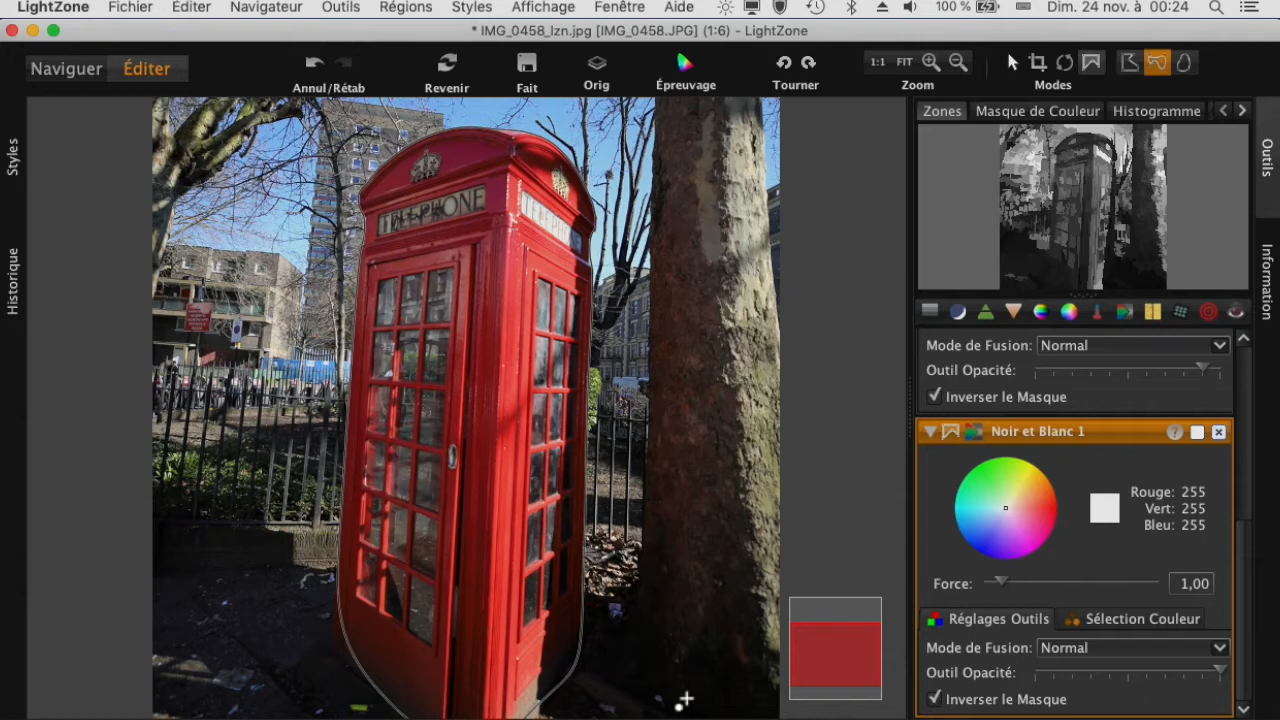 LightZone Fichier Éditer Navigateur Outils Régions Styles Affichage Fenêtre Aide 100 % Dim. 24 nov. à 00:24
* IMG_0458_lzn.jpg [IMG_0458.JPG] (1:6) - LightZone
Naviguer Éditer Annul/Rétab Revenir Fait Orig Épreuvage Tourner 1:1 FIT Zoom Modes
Zones Masque de Couleur Histogramme
Styles
Historique
Outils
Information
TELEPHONE
TELEPHONE
Mode de Fusion: Normal
Outil Opacité:
Inverser le Masque
Noir et Blanc 1 ?
Rouge: 255
Vert: 255
Bleu: 255
Force: 1,00
Réglages Outils Sélection Couleur
Mode de Fusion: Normal
Outil Opacité:
Inverser le Masque